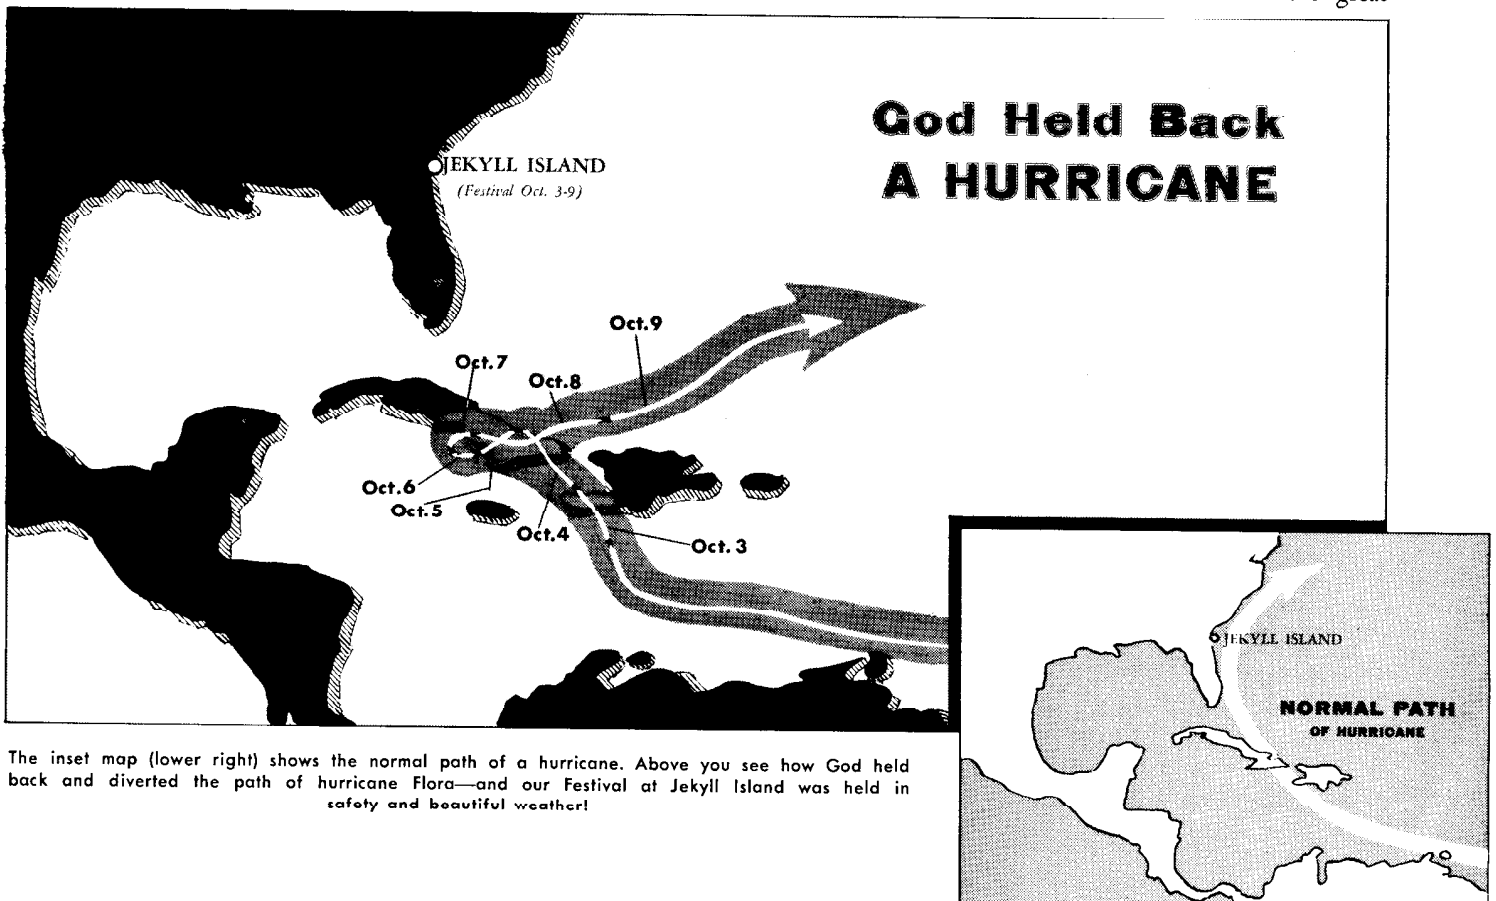 great
God Held Back
A HURRICANE
JEKYLL ISLAND
(Festival Oct. 3-9)
Oct.9
Oct.7
Oct.8
Oct.6
Oct.5
Oct.4
Oct. 3
JEKYLL ISLAND
NORMAL PATH
OF HURRICANE
The inset map (lower right) shows the normal path of a hurricane. Above you see how God held
back and diverted the path of hurricane Flora—and our Festival at Jekyll Island was held in
safety and beautiful weather!